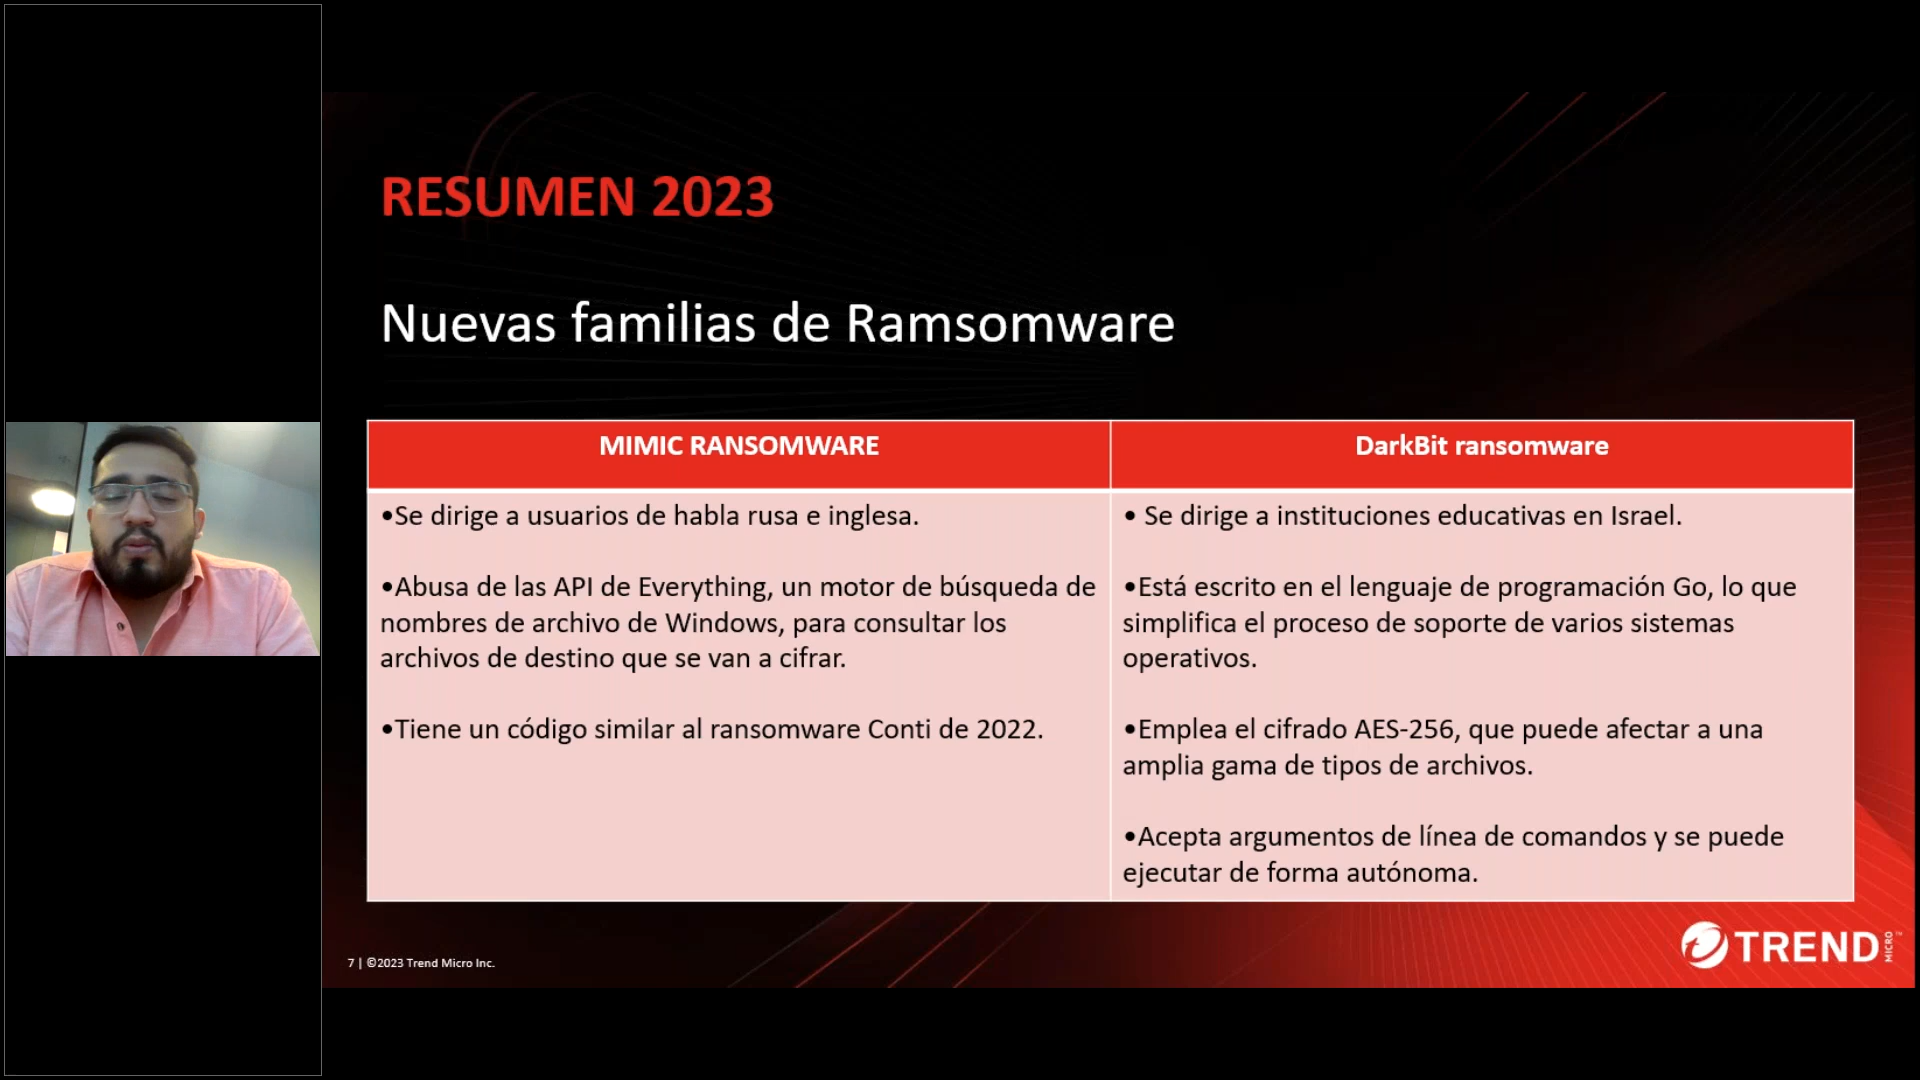 RESUMEN 2023
Nuevas familias de Ramsomware
MIMIC RANSOMWARE
•Se dirige a usuarios de habla rusa e inglesa.
•Abusa de las API de Everything, un motor de búsqueda de
nombres de archivo de Windows, para consultar los
archivos de destino que se van a cifrar.
•Tiene un código similar al ransomware Conti de 2022.
DarkBit ransomware
• Se dirige a instituciones educativas en Israel.
•Está escrito en el lenguaje de programación Go, lo que
simplifica el proceso de soporte de varios sistemas
operativos.
•Emplea el cifrado AES-256, que puede afectar a una
amplia gama de tipos de archivos.
•Acepta argumentos de línea de comandos y se puede
ejecutar de forma autónoma.
7 | ©2023 Trend Micro Inc.
TREND MICRO™